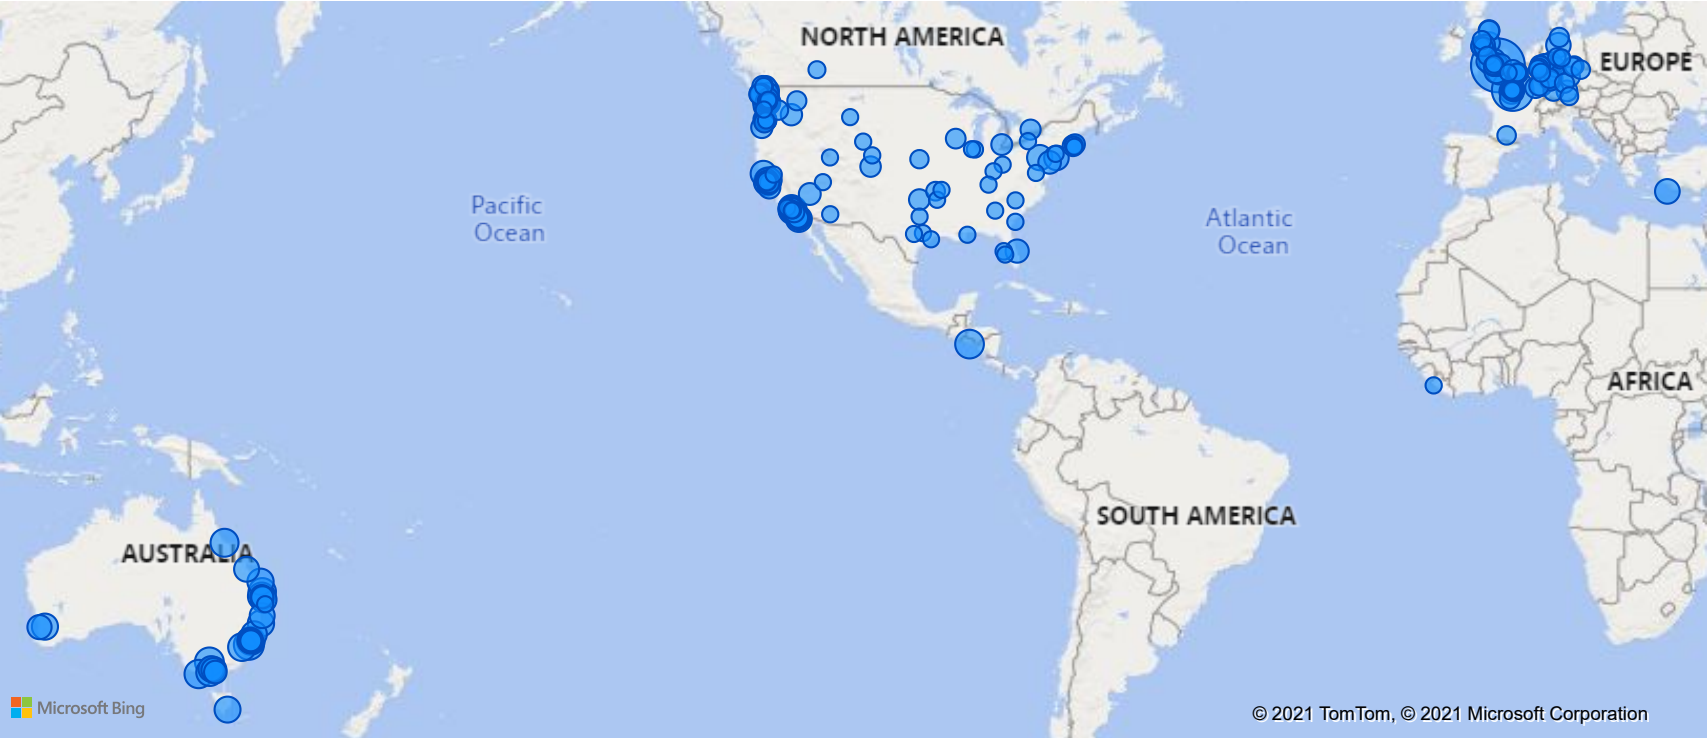 NORTH AMERICA
EUROPE
Pacific
Ocean
Atlantic
Ocean
AFRICA
SOUTH AMERICA
AUSTRALIA
Microsoft Bing
© 2021 TomTom, © 2021 Microsoft Corporation